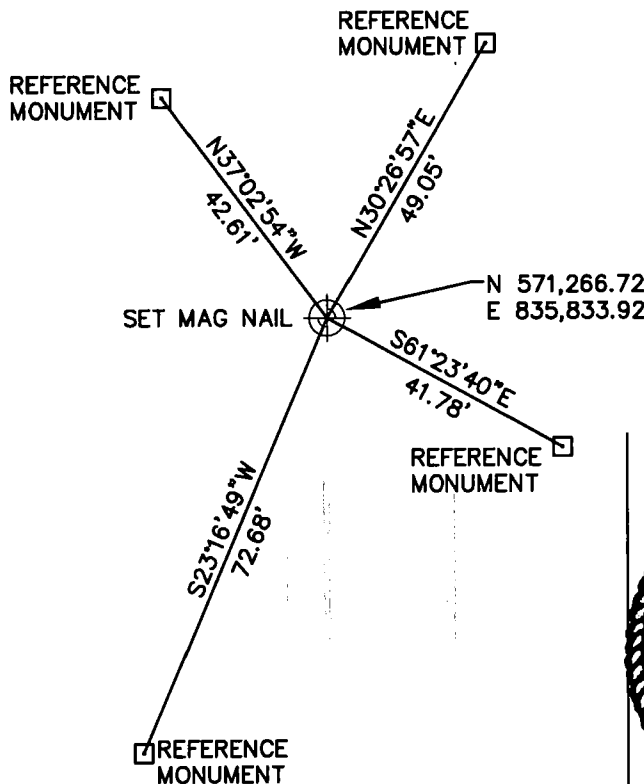 REFERENCE
MONUMENT
REFERENCE
MONUMENT
N37°02'54"W
42.61'
N30°26'57"E
49.05'
N 571,266.72
E 835,833.92
SET MAG NAIL
S61°23'40"E
41.78'
REFERENCE
MONUMENT
S23°16'49"W
72.68'
REFERENCE
MONUMENT